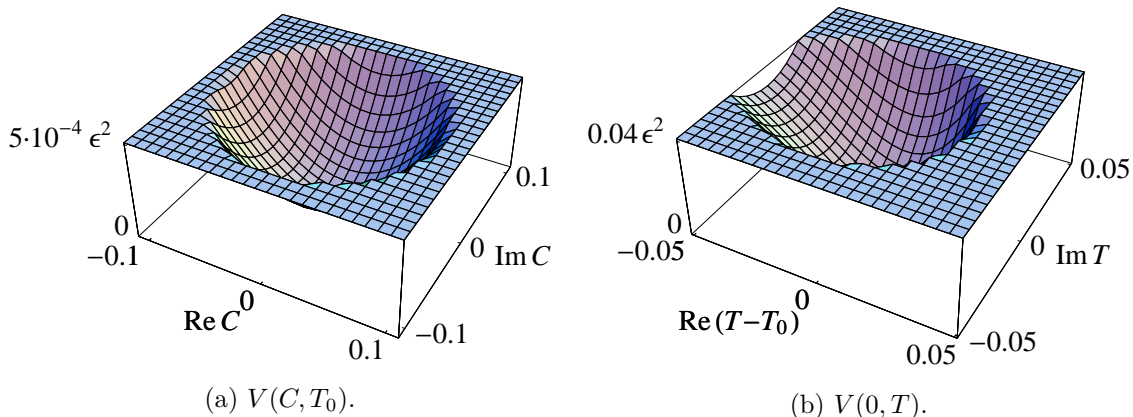 5·10⁻⁴ ϵ²
0
−0.1
Re C
0
0.1
−0.1
0
Im C
0.1
(a) V(C, T₀).
0.04 ϵ²
0
−0.05
Re (T−T₀)
0
0.05
−0.05
0
Im T
0.05
(b) V(0, T).